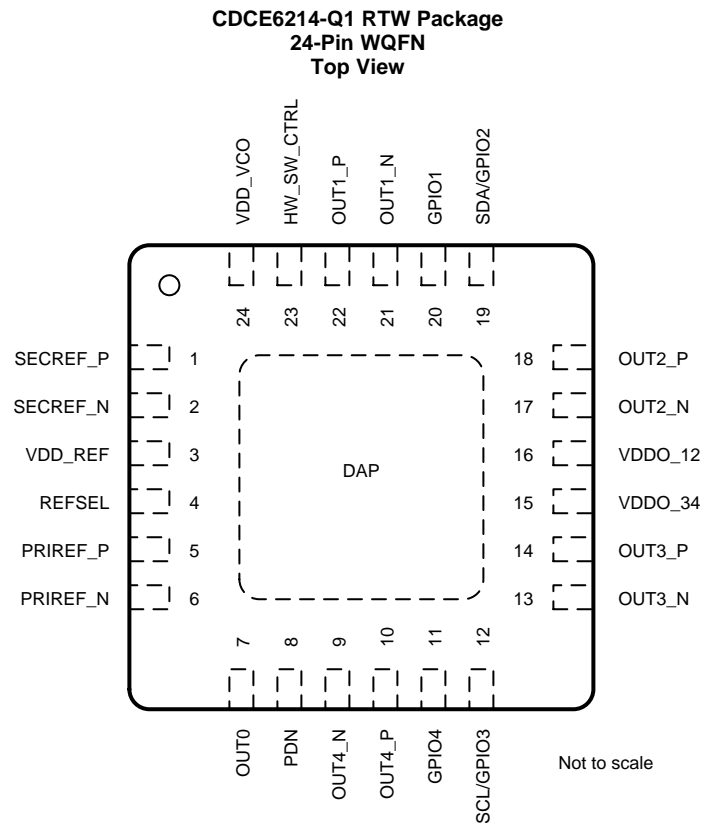 CDCE6214-Q1 RTW Package
24-Pin WQFN
Top View
VDD_VCO
HW_SW_CTRL
OUT1_P
OUT1_N
GPIO1
SDA/GPIO2
24
23
22
21
20
19
SECREF_P 1
SECREF_N 2
VDD_REF 3
REFSEL 4
PRIREF_P 5
PRIREF_N 6
DAP
18 OUT2_P
17 OUT2_N
16 VDDO_12
15 VDDO_34
14 OUT3_P
13 OUT3_N
7
8
9
10
11
12
OUT0
PDN
OUT4_N
OUT4_P
GPIO4
SCL/GPIO3
Not to scale